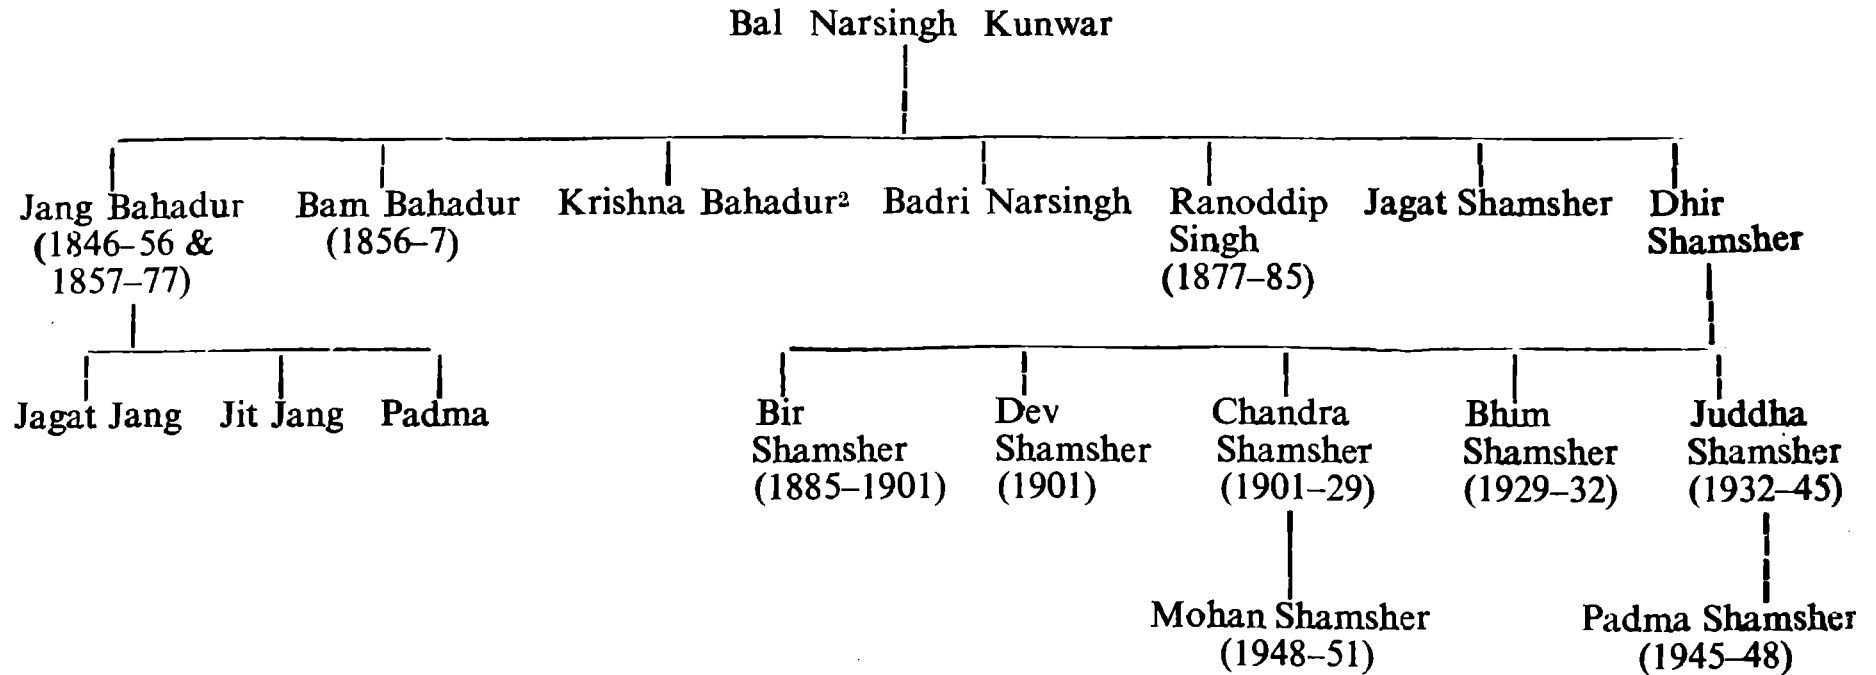 Bal Narsingh Kunwar
Jang Bahadur
(1846–56 &
1857–77)
Bam Bahadur
(1856–7)
Krishna Bahadur²
Badri Narsingh
Ranoddip
Singh
(1877–85)
Jagat Shamsher
Dhir
Shamsher
Jagat Jang
Jit Jang
Padma
Bir
Shamsher
(1885–1901)
Dev
Shamsher
(1901)
Chandra
Shamsher
(1901–29)
Bhim
Shamsher
(1929–32)
Juddha
Shamsher
(1932–45)
Mohan Shamsher
(1948–51)
Padma Shamsher
(1945–48)